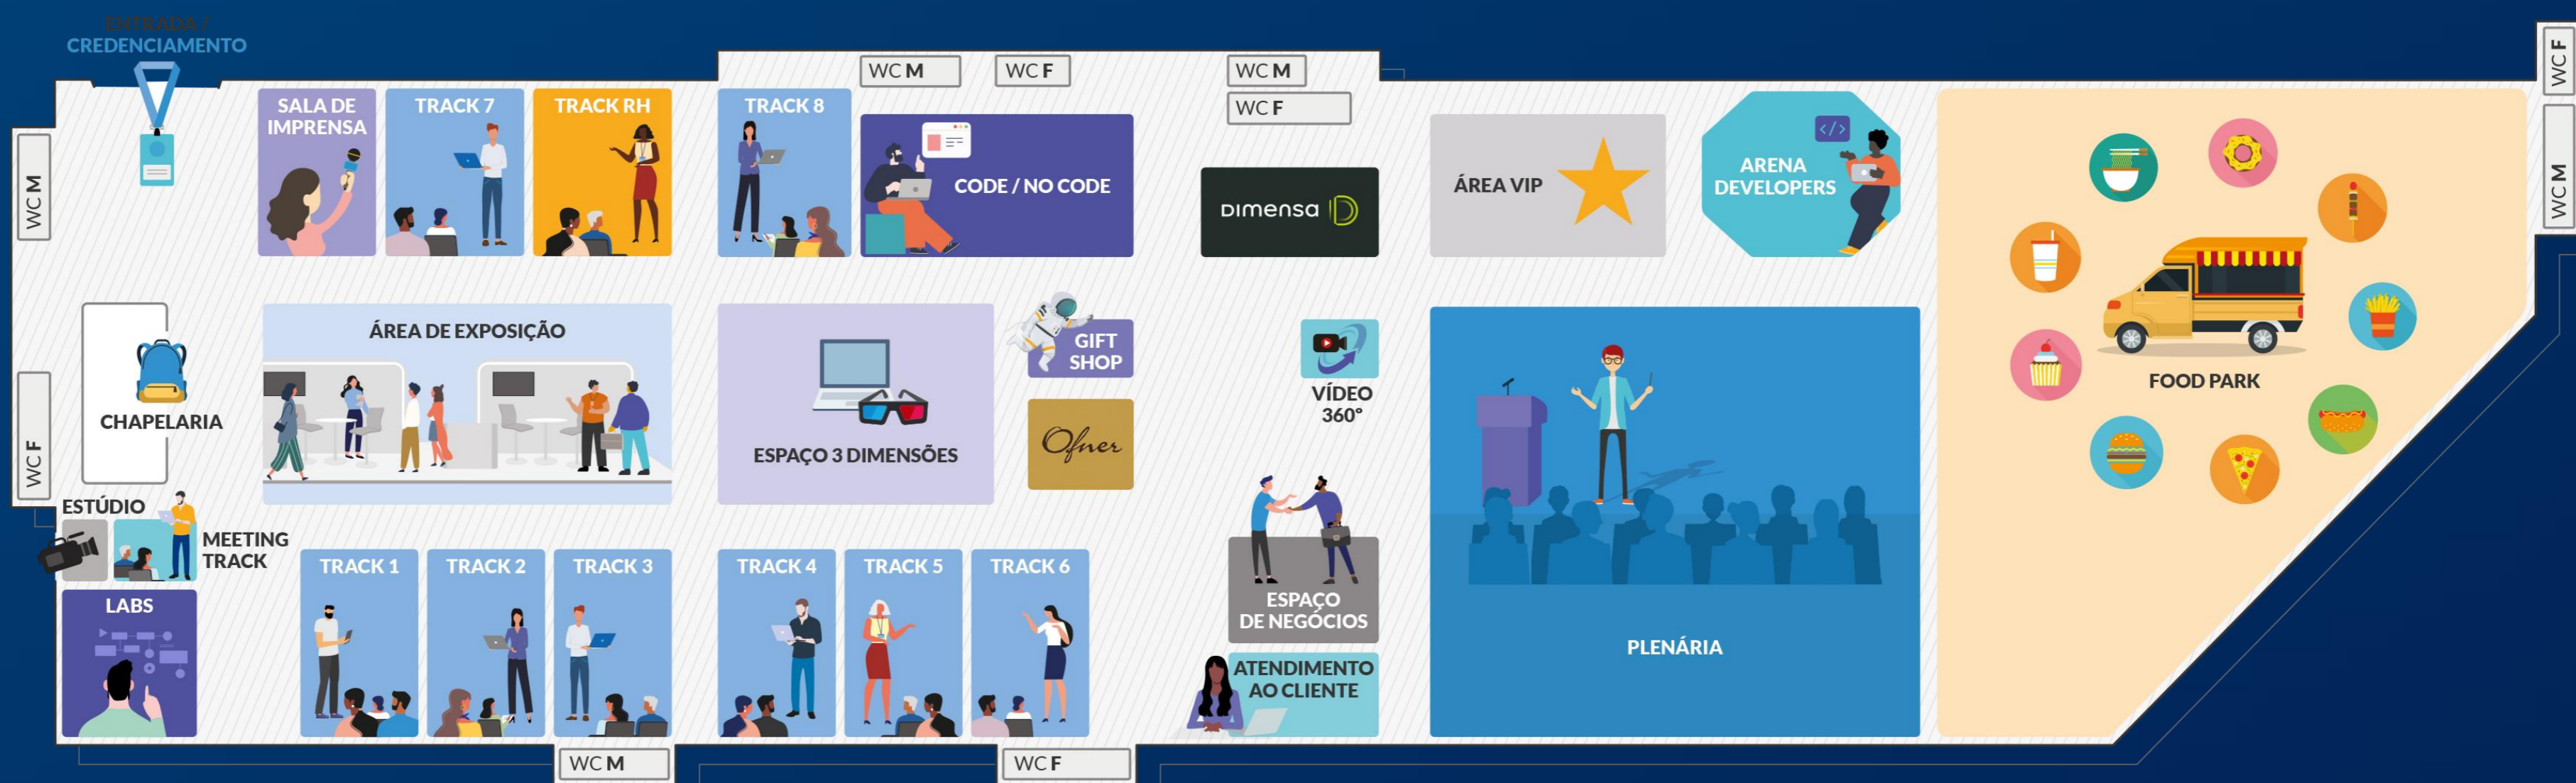 ENTRADA /
CREDENCIAMENTO
WC M
WC F
WC M
WC F
WC F
WC M
WC M
WC F
SALA DE
IMPRENSA
TRACK 7
TRACK RH
TRACK 8
CODE / NO CODE
Dimensa
ÁREA VIP
</>
ARENA
DEVELOPERS
CHAPELARIA
ÁREA DE EXPOSIÇÃO
ESPAÇO 3 DIMENSÕES
GIFT
SHOP
Ofner
VÍDEO
360º
FOOD PARK
ESTÚDIO
MEETING
TRACK
LABS
TRACK 1
TRACK 2
TRACK 3
TRACK 4
TRACK 5
TRACK 6
ESPAÇO
DE NEGÓCIOS
ATENDIMENTO
AO CLIENTE
PLENÁRIA
WC M
WC F